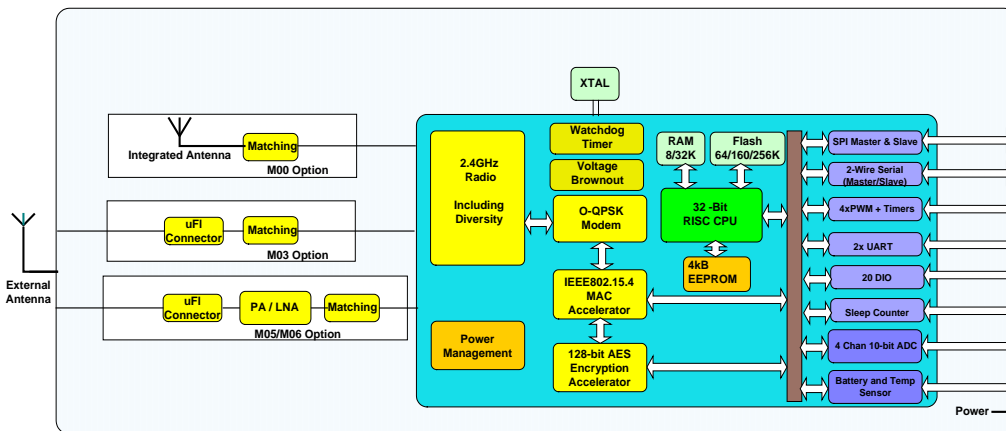 XTAL
Integrated Antenna
Matching
M00 Option
uFl
Connector
Matching
M03 Option
External
Antenna
uFl
Connector
PA / LNA
Matching
M05/M06 Option
2.4GHz
Radio
Including
Diversity
Power
Management
Watchdog
Timer
Voltage
Brownout
O-QPSK
Modem
IEEE802.15.4
MAC
Accelerator
128-bit AES
Encryption
Accelerator
RAM
8/32K
Flash
64/160/256K
32 -Bit
RISC CPU
4kB
EEPROM
SPI Master & Slave
2-Wire Serial
(Master/Slave)
4xPWM + Timers
2x UART
20 DIO
Sleep Counter
4 Chan 10-bit ADC
Battery and Temp
Sensor
Power